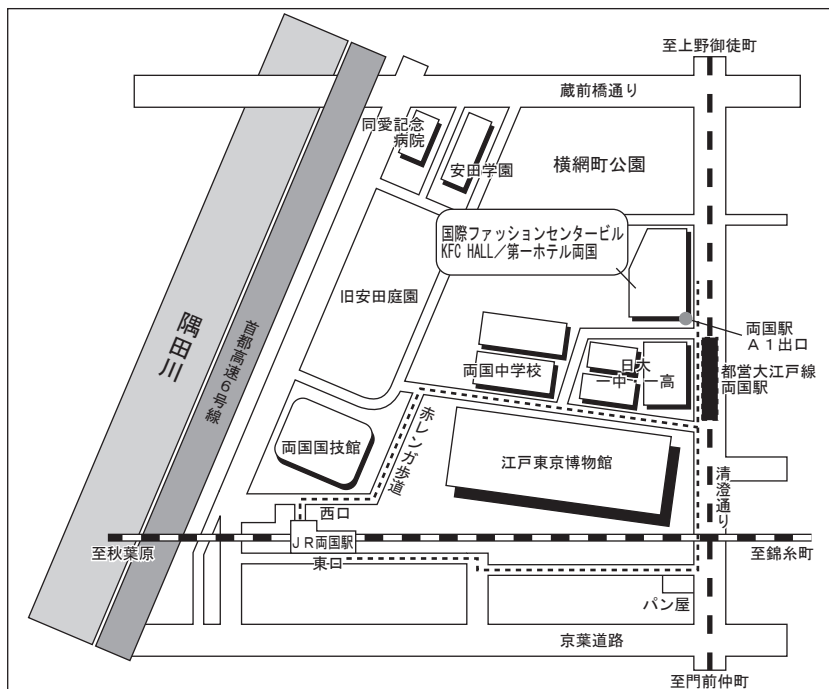 至上野御徒町
蔵前橋通り
同愛記念
病院
安田学園
横網町公園
国際ファッションセンタービル
KFC HALL/第一ホテル両国
旧安田庭園
隅田川
首都高速6号線
両国駅
A1出口
両国中学校
日大
一中・一高
都営大江戸線
両国駅
両国国技館
赤レンガ歩道
江戸東京博物館
清澄通り
西口
JR両国駅
至秋葉原
東口
至錦糸町
パン屋
京葉道路
至門前仲町